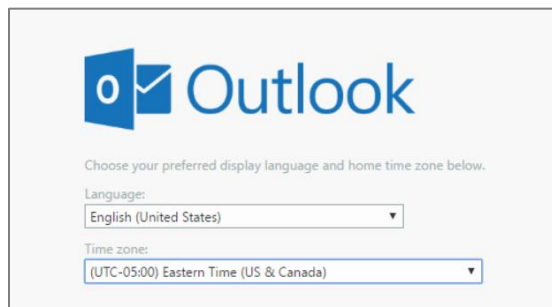 Outlook
Choose your preferred display language and home time zone below.
Language:
English (United States)
Time zone:
(UTC-05:00) Eastern Time (US & Canada)